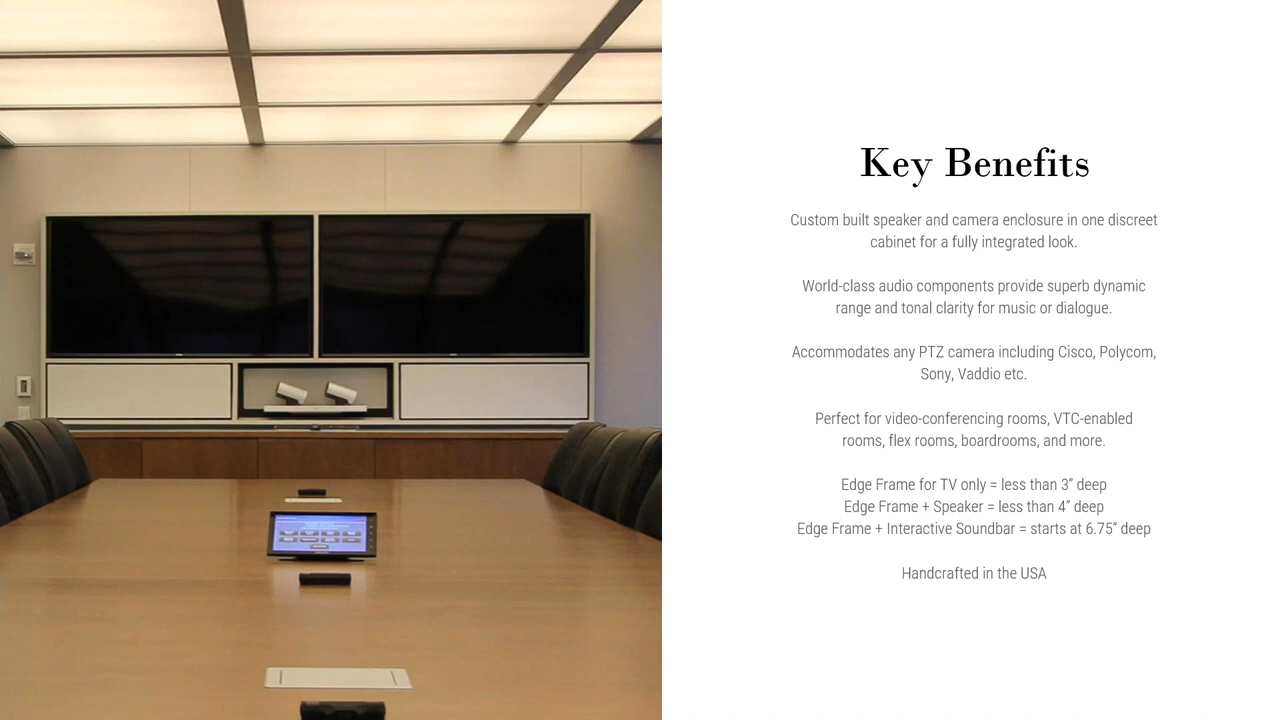 Key Benefits
Custom built speaker and camera enclosure in one discreet
cabinet for a fully integrated look.
World-class audio components provide superb dynamic
range and tonal clarity for music or dialogue.
Accommodates any PTZ camera including Cisco, Polycom,
Sony, Vaddio etc.
Perfect for video-conferencing rooms, VTC-enabled
rooms, flex rooms, boardrooms, and more.
Edge Frame for TV only = less than 3” deep
Edge Frame + Speaker = less than 4” deep
Edge Frame + Interactive Soundbar = starts at 6.75” deep
Handcrafted in the USA